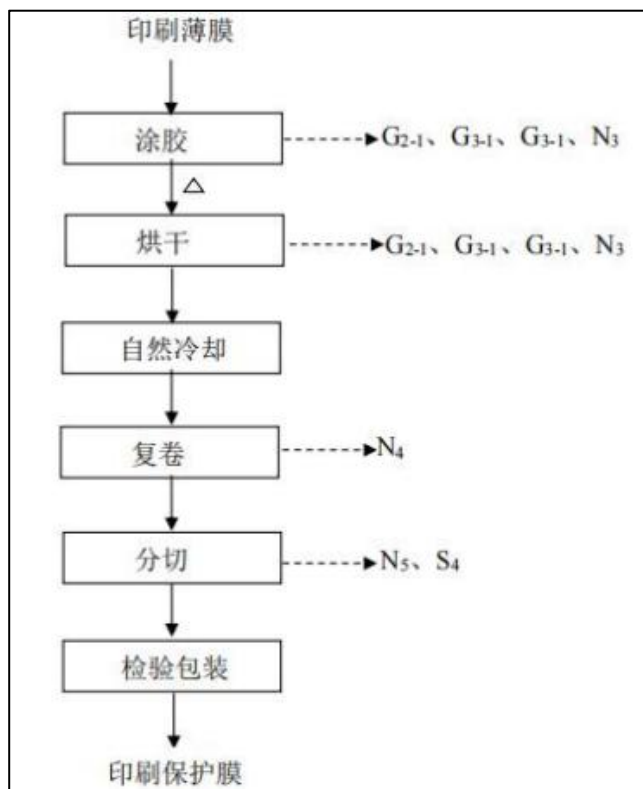 印刷薄膜
涂胶 G2-1、G3-1、G3-1、N3
△
烘干 G2-1、G3-1、G3-1、N3
自然冷却
复卷 N4
分切 N5、S4
检验包装
印刷保护膜